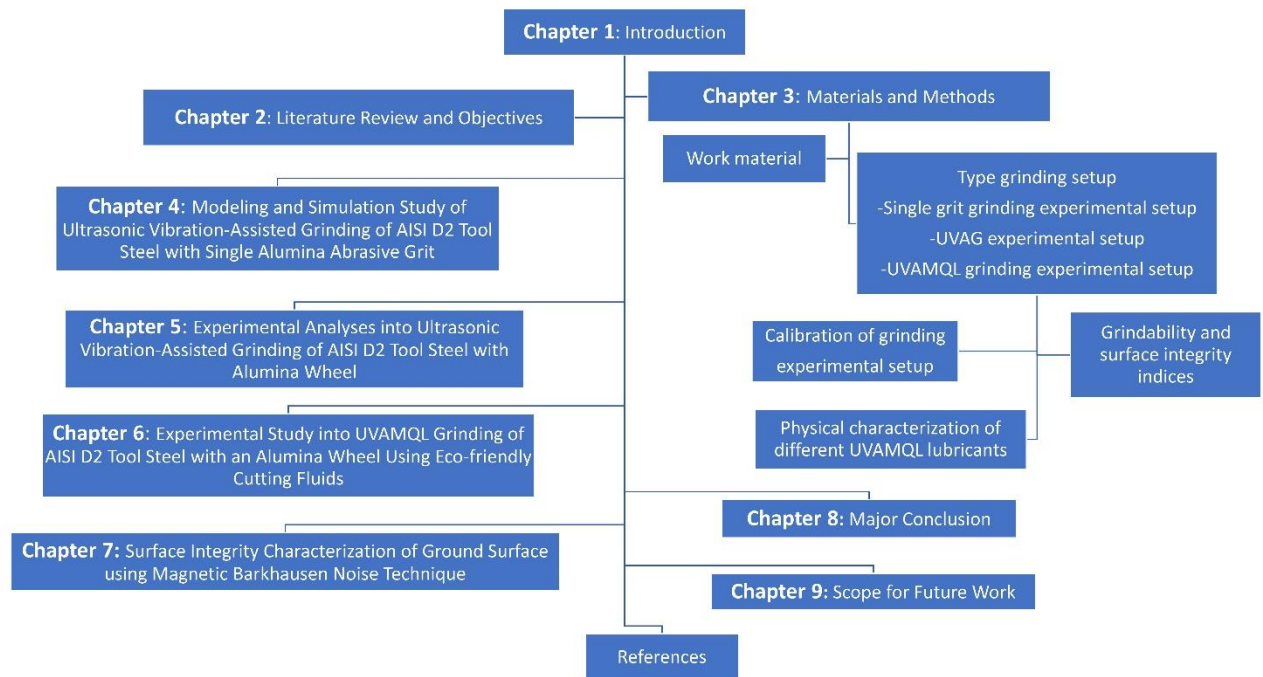 Chapter 1: Introduction
Chapter 2: Literature Review and Objectives
Chapter 3: Materials and Methods
Work material
Type grinding setup
-Single grit grinding experimental setup
-UVAG experimental setup
-UVAMQL grinding experimental setup
Calibration of grinding
experimental setup
Grindability and
surface integrity
indices
Physical characterization of
different UVAMQL lubricants
Chapter 4: Modeling and Simulation Study of
Ultrasonic Vibration-Assisted Grinding of AISI D2 Tool
Steel with Single Alumina Abrasive Grit
Chapter 5: Experimental Analyses into Ultrasonic
Vibration-Assisted Grinding of AISI D2 Tool Steel with
Alumina Wheel
Chapter 6: Experimental Study into UVAMQL Grinding of
AISI D2 Tool Steel with an Alumina Wheel Using Eco-friendly
Cutting Fluids
Chapter 7: Surface Integrity Characterization of Ground Surface
using Magnetic Barkhausen Noise Technique
Chapter 8: Major Conclusion
Chapter 9: Scope for Future Work
References